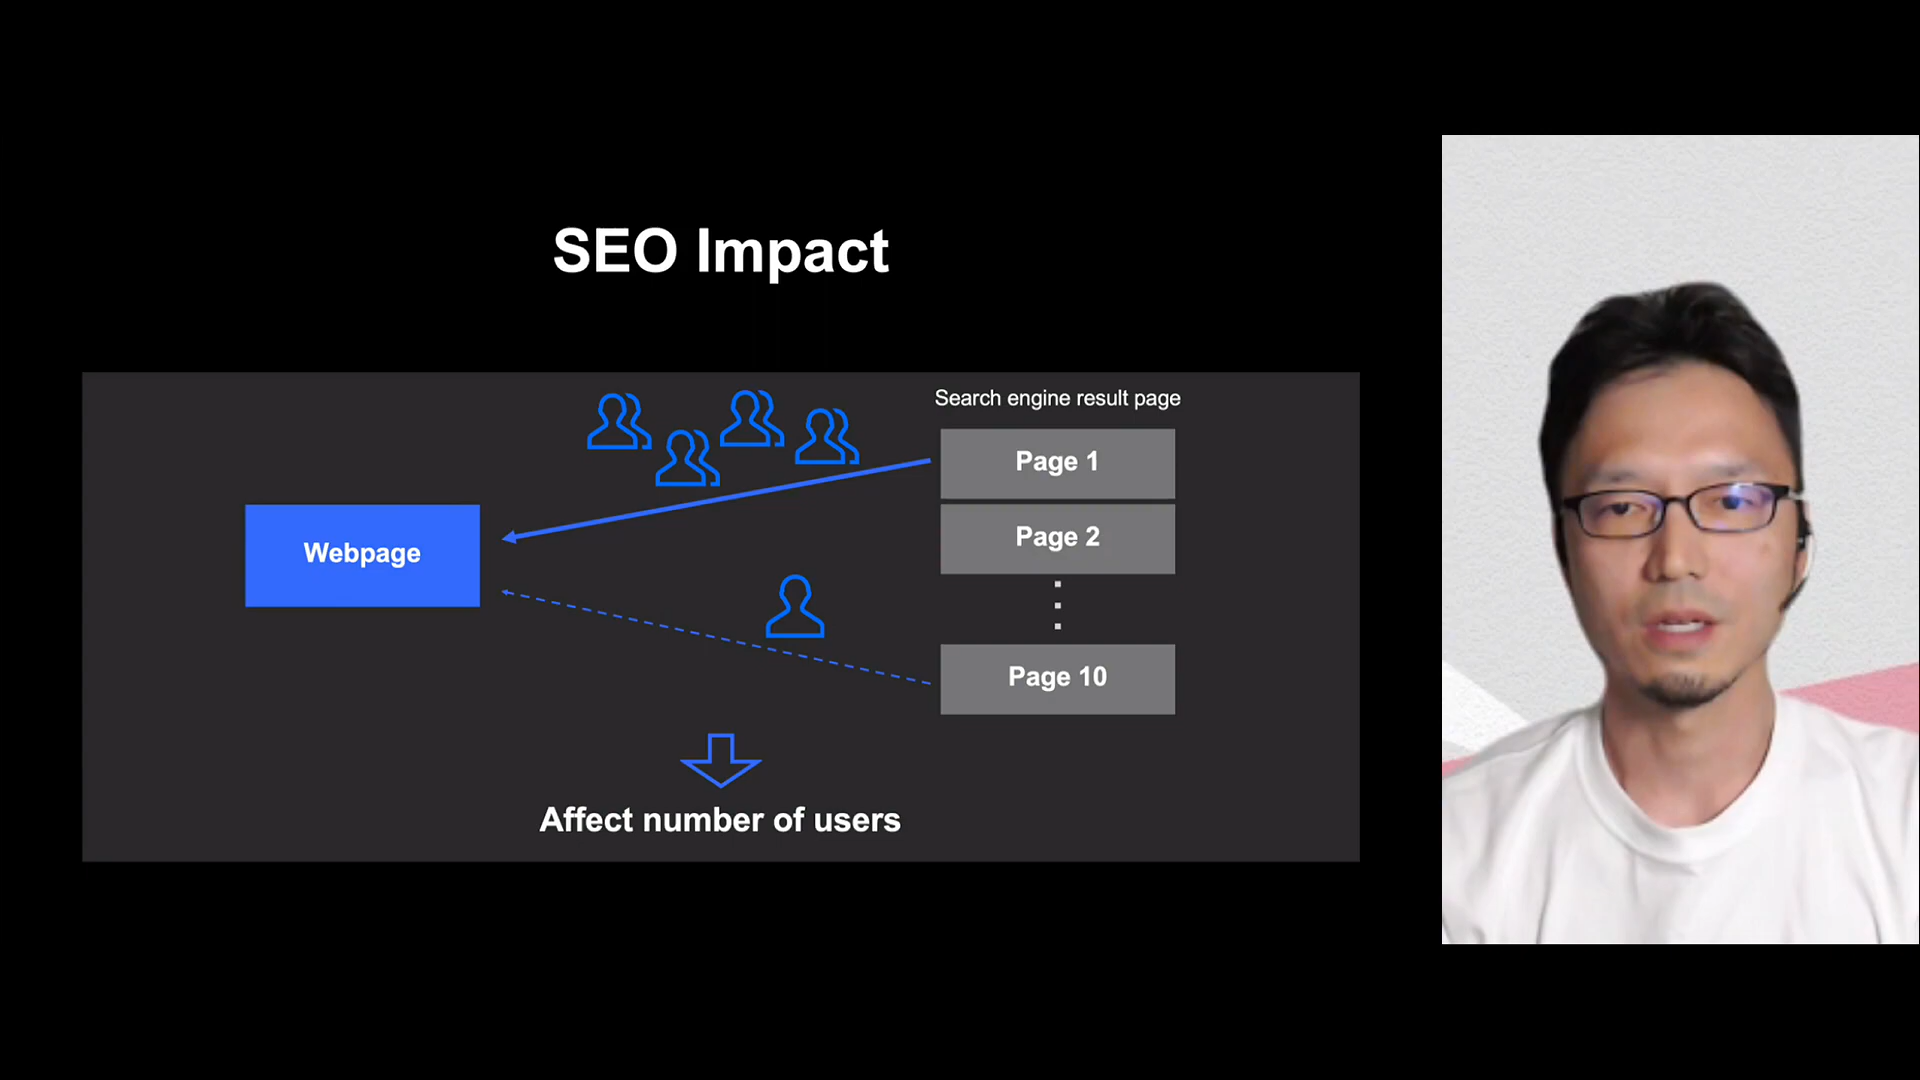 SEO Impact
Search engine result page
Page 1
Page 2
Webpage
Page 10
Affect number of users